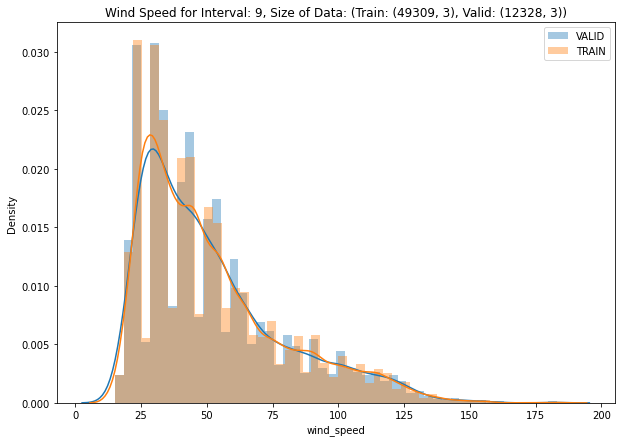 Wind Speed for Interval: 9, Size of Data: (Train: (49309, 3), Valid: (12328, 3))
VALID
TRAIN
Density
0.030
0.025
0.020
0.015
0.010
0.005
0.000
0 25 50 75 100 125 150 175 200
wind_speed